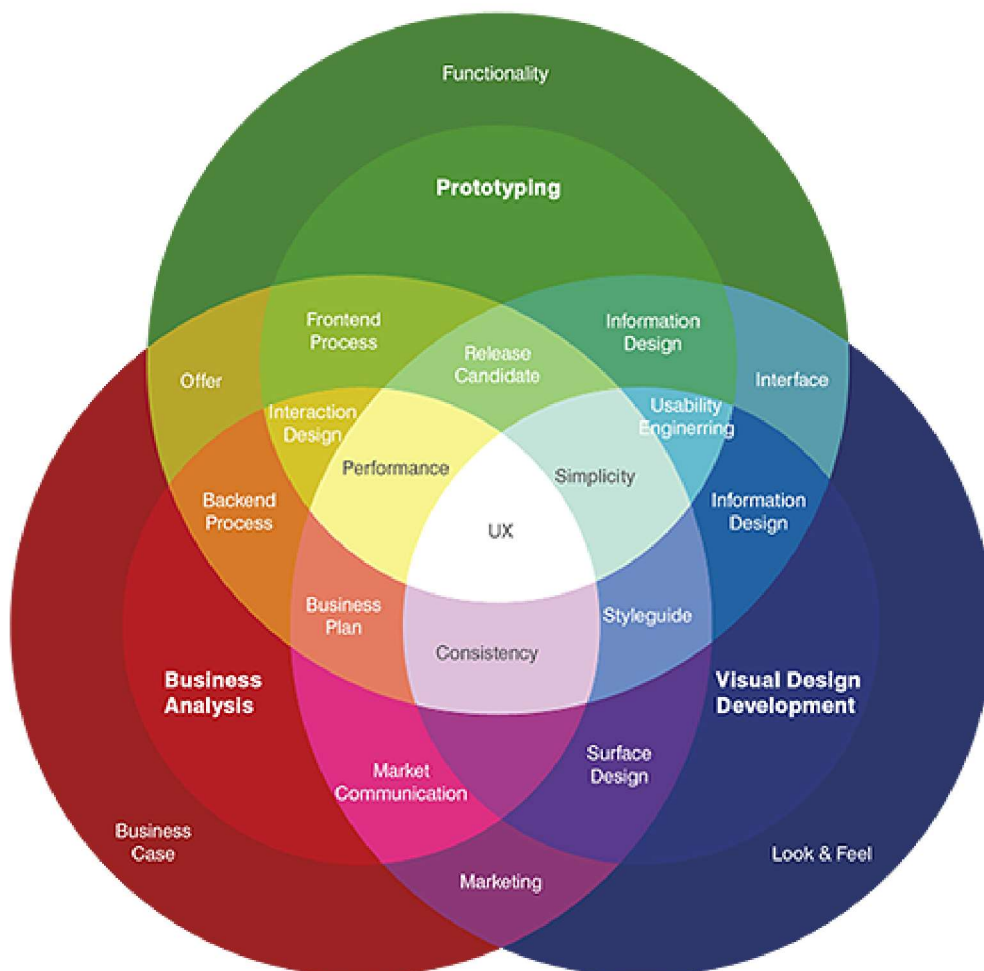 Functionality
Prototyping
Frontend
Process
Information
Design
Release
Candidate
Offer
Interface
Interaction
Design
Usability
Enginerring
Performance
Simplicity
Backend
Process
Information
Design
UX
Business
Plan
Styleguide
Consistency
Business
Analysis
Visual Design
Development
Market
Communication
Surface
Design
Business
Case
Look & Feel
Marketing